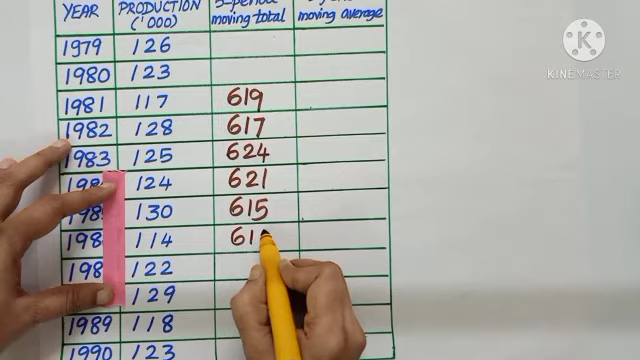 YEAR PRODUCTION ('000) moving total moving average
1979 126
1980 123
1981 117 619
1982 128 617
1983 125 624
124 621
130 615
114 61
122
129
1989 118
1990 123
K
KINEMASTER